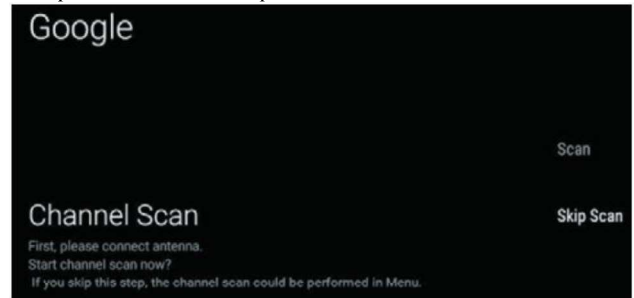 Google
Scan
Channel Scan
Skip Scan
First, please connect antenna.
Start channel scan now?
If you skip this step, the channel scan could be performed in Menu.